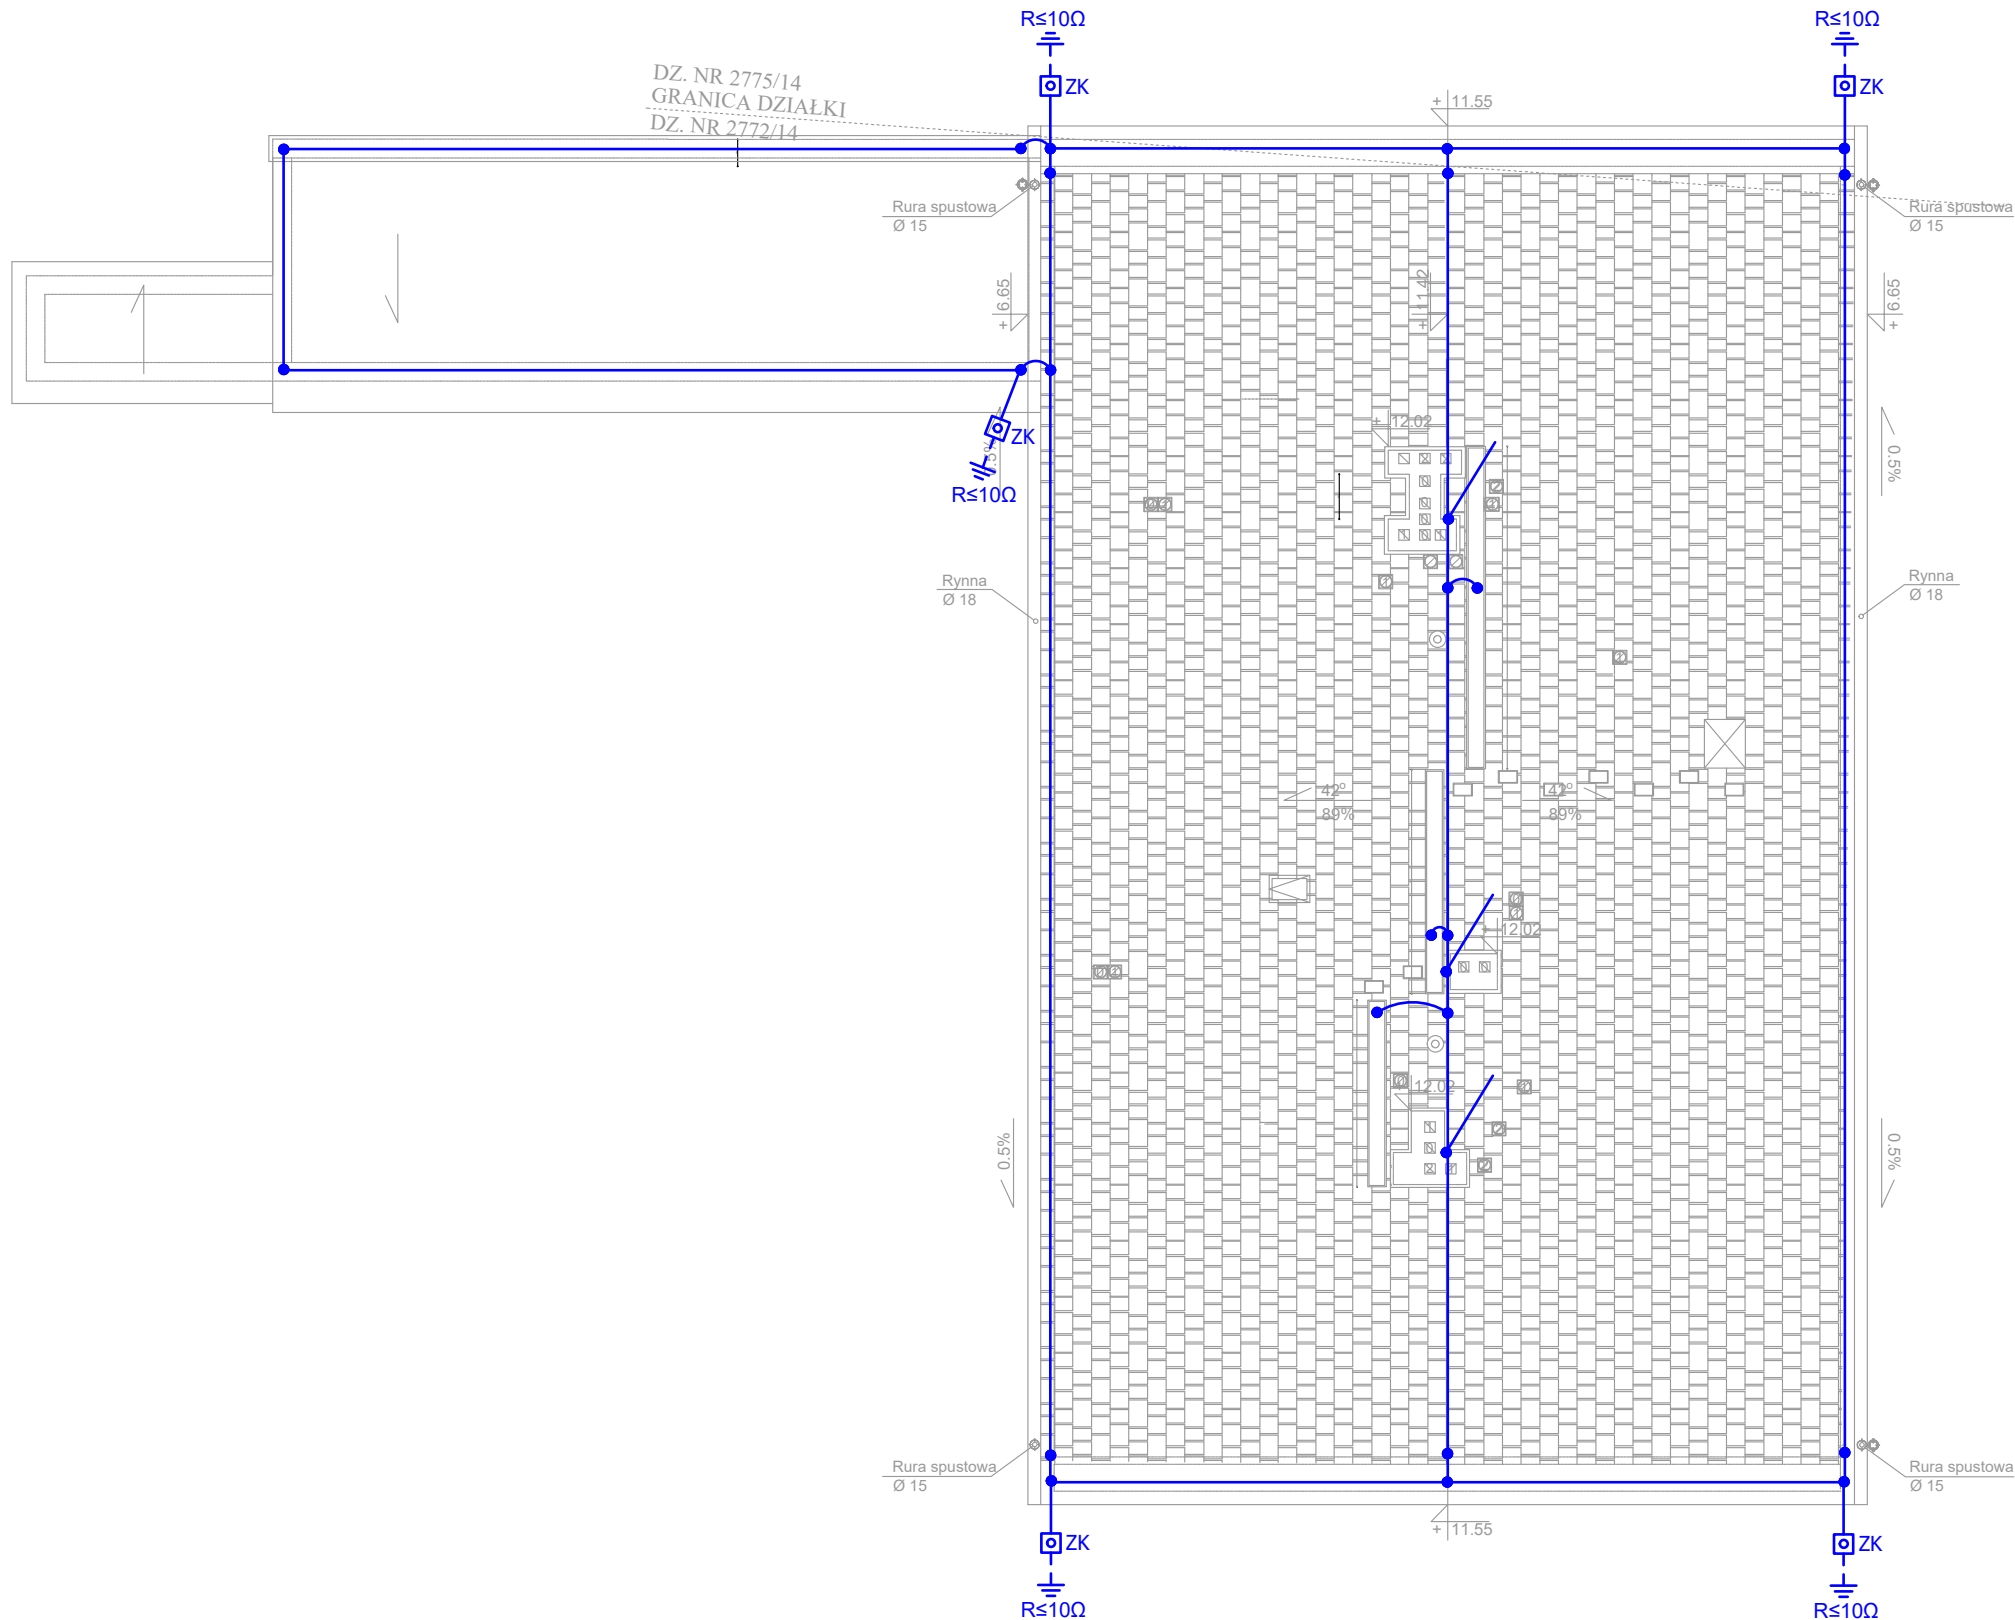 R≤10Ω
R≤10Ω
ZK
ZK
DZ. NR 2775/14
GRANICA DZIAŁKI
DZ. NR 2772/14
+ 11.55
Rura spustowa
Ø 15
Rura spustowa
Ø 15
+ 6.65
+ 11.42
+ 6.65
+ 12.02
ZK
R≤10Ω
0.5%
Rynna
Ø 18
Rynna
Ø 18
42°
89%
42°
89%
+ 12.02
12.02
0.5%
0.5%
Rura spustowa
Ø 15
Rura spustowa
Ø 15
+ 11.55
ZK
ZK
R≤10Ω
R≤10Ω